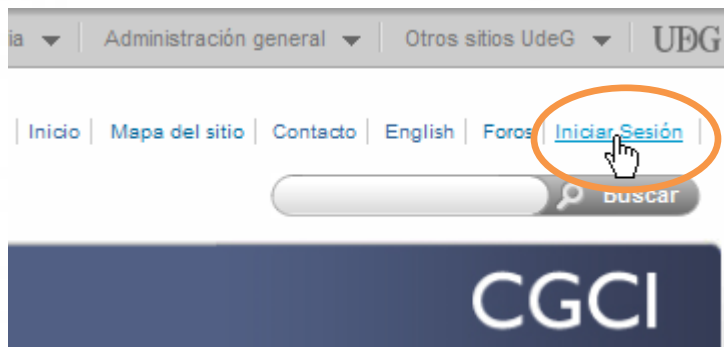 ia Administración general Otros sitios UdeG UDG
Inicio Mapa del sitio Contacto English Foros Iniciar Sesión
Buscar
CGCI